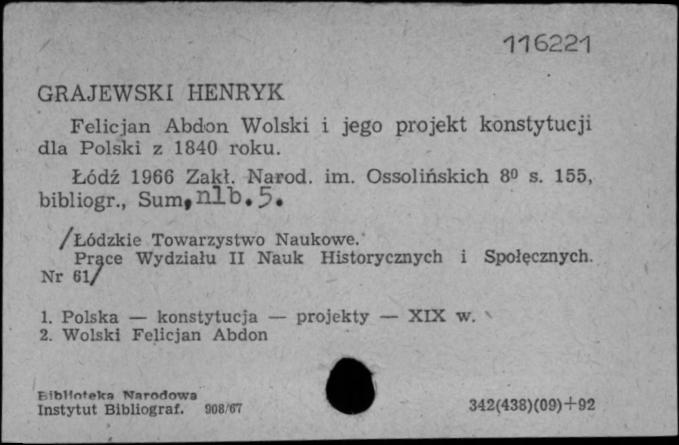 116221
GRAJEWSKI HENRYK
Felicjan Abdon Wolski i jego projekt konstytucji
dla Polski z 1840 roku.
Łódź 1966 Zakł. Narod. im. Ossolińskich 8⁰ s. 155,
bibliogr., Sum, nlb. 5.
/Łódzkie Towarzystwo Naukowe.
Prace Wydziału II Nauk Historycznych i Społęcznych.
Nr 61/
1. Polska — konstytucja — projekty — XIX w.
2. Wolski Felicjan Abdon
Biblioteka Narodowa
Instytut Bibliograf. 908/67
342(438)(09)+92